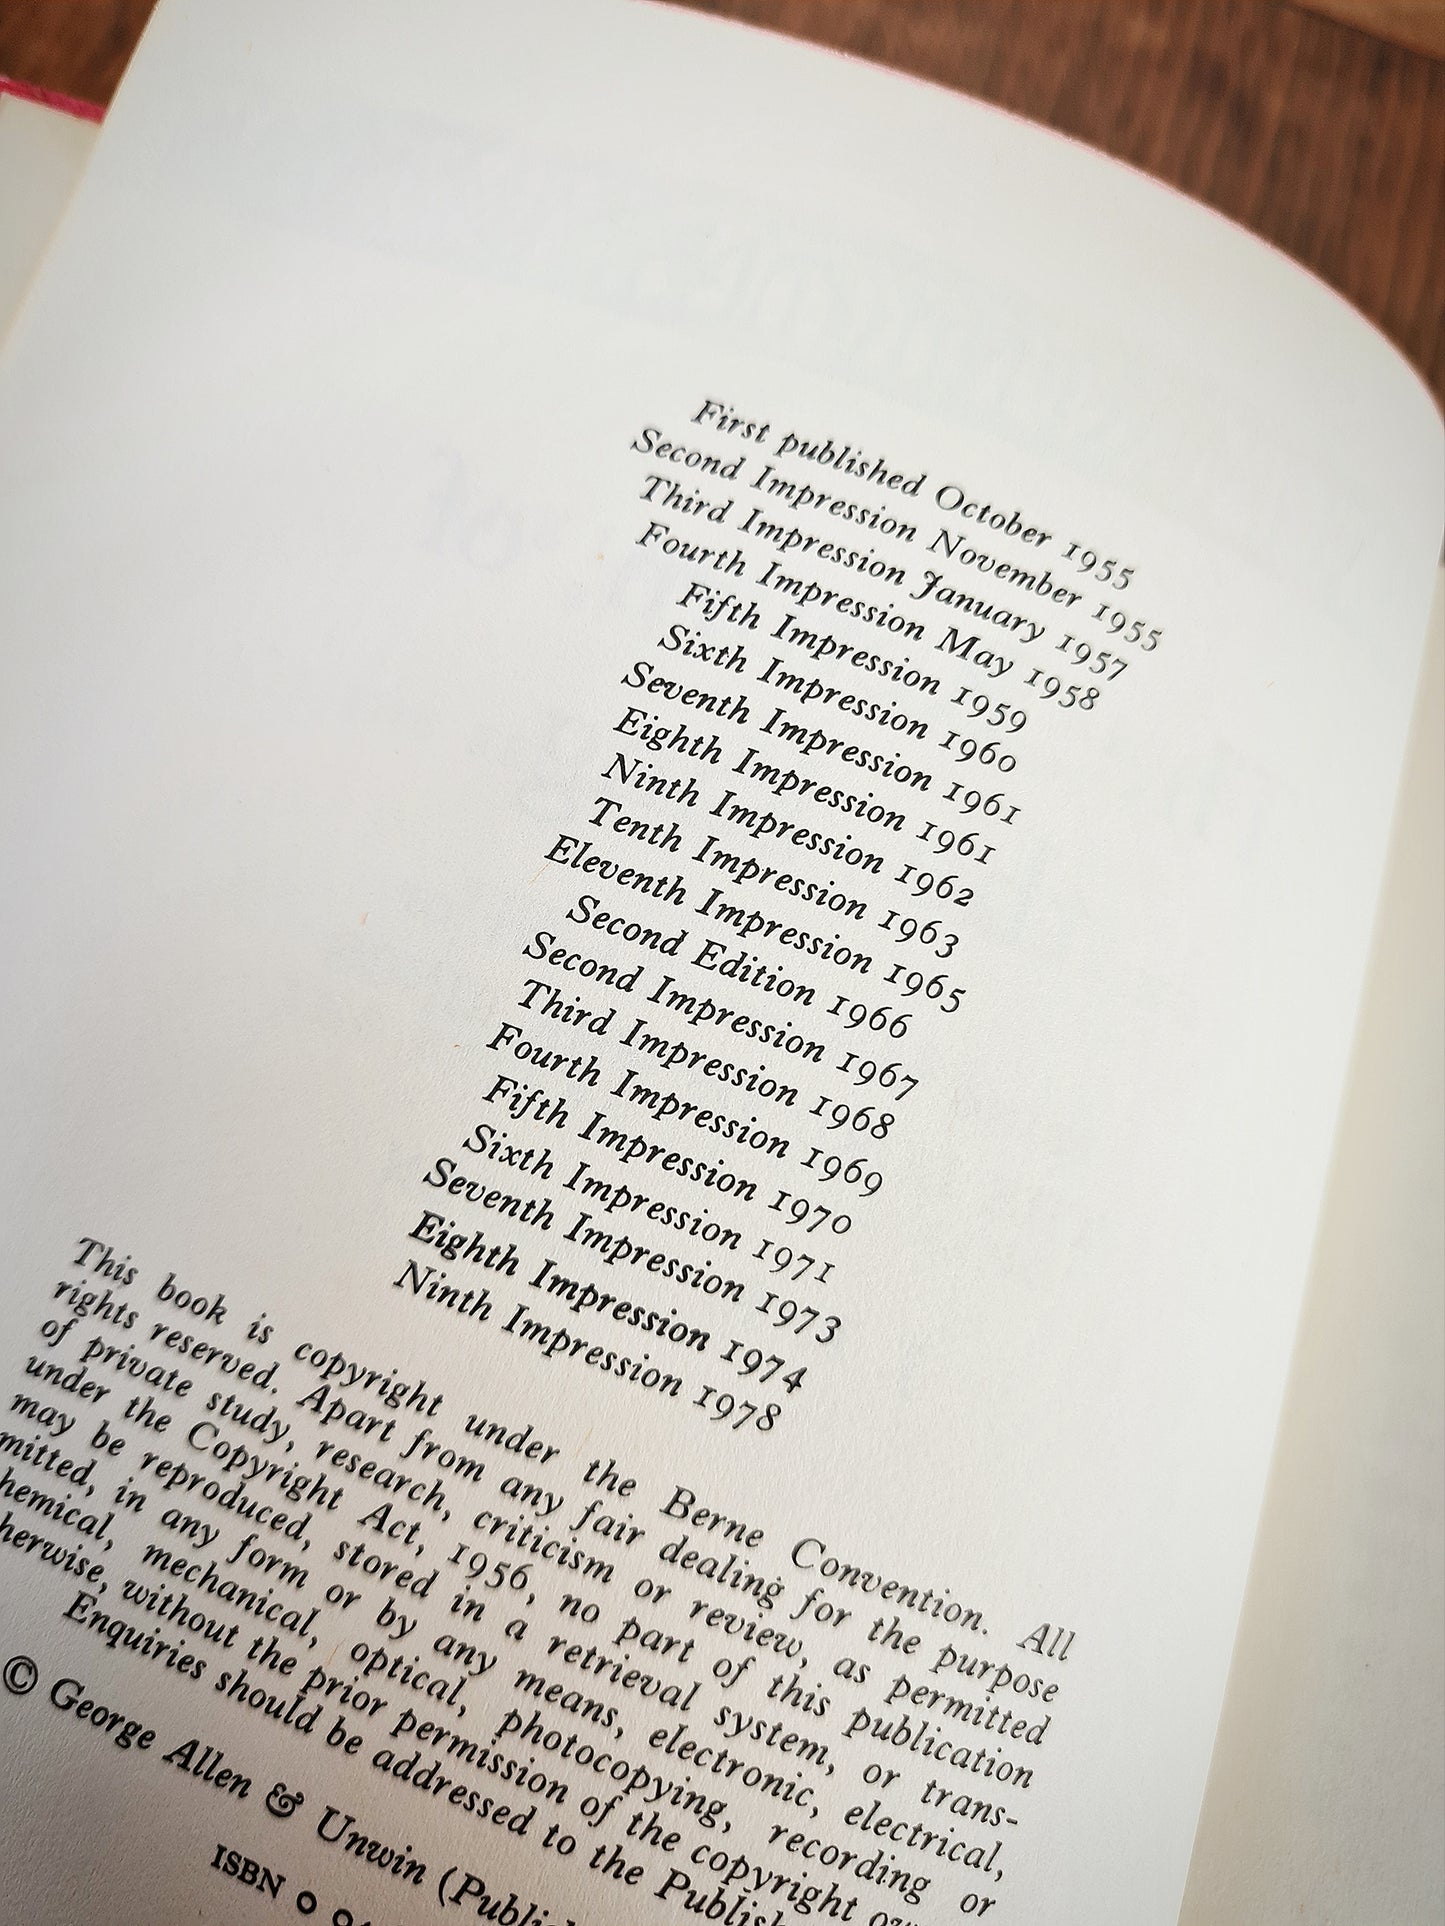 First published October 1955
Second Impression November 1955
Third Impression January 1957
Fourth Impression May 1958
Fifth Impression 1959
Sixth Impression 1960
Seventh Impression 1961
Eighth Impression 1961
Ninth Impression 1962
Tenth Impression 1963
Eleventh Impression 1965
Second Edition 1966
Second Impression 1967
Third Impression 1968
Fourth Impression 1969
Fifth Impression 1970
Sixth Impression 1971
Seventh Impression 1973
Eighth Impression 1974
Ninth Impression 1978
This book is copyright under the Berne Convention. All
rights reserved. Apart from any fair dealing for the purpose
of private study, research, criticism or review, as permitted
under the Copyright Act, 1956, no part of this publication
may be reproduced, stored in a retrieval system, or trans-
mitted, in any form or by any means, electronic, electrical,
hemical, mechanical, optical, photocopying, recording or
herwise, without the prior permission of the copyright
Enquiries should be addressed to the
© George Allen & Unwin
ISBN 0